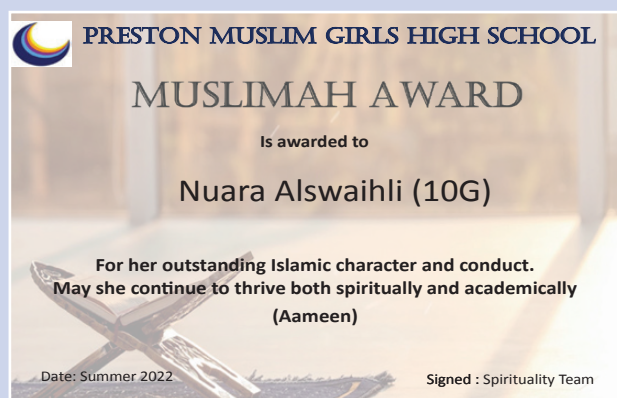 PRESTON MUSLIM GIRLS HIGH SCHOOL
MUSLIMAH AWARD
Is awarded to
Nuara Alswaihli (10G)
For her outstanding Islamic character and conduct.
May she continue to thrive both spiritually and academically
(Aameen)
Date: Summer 2022
Signed : Spirituality Team